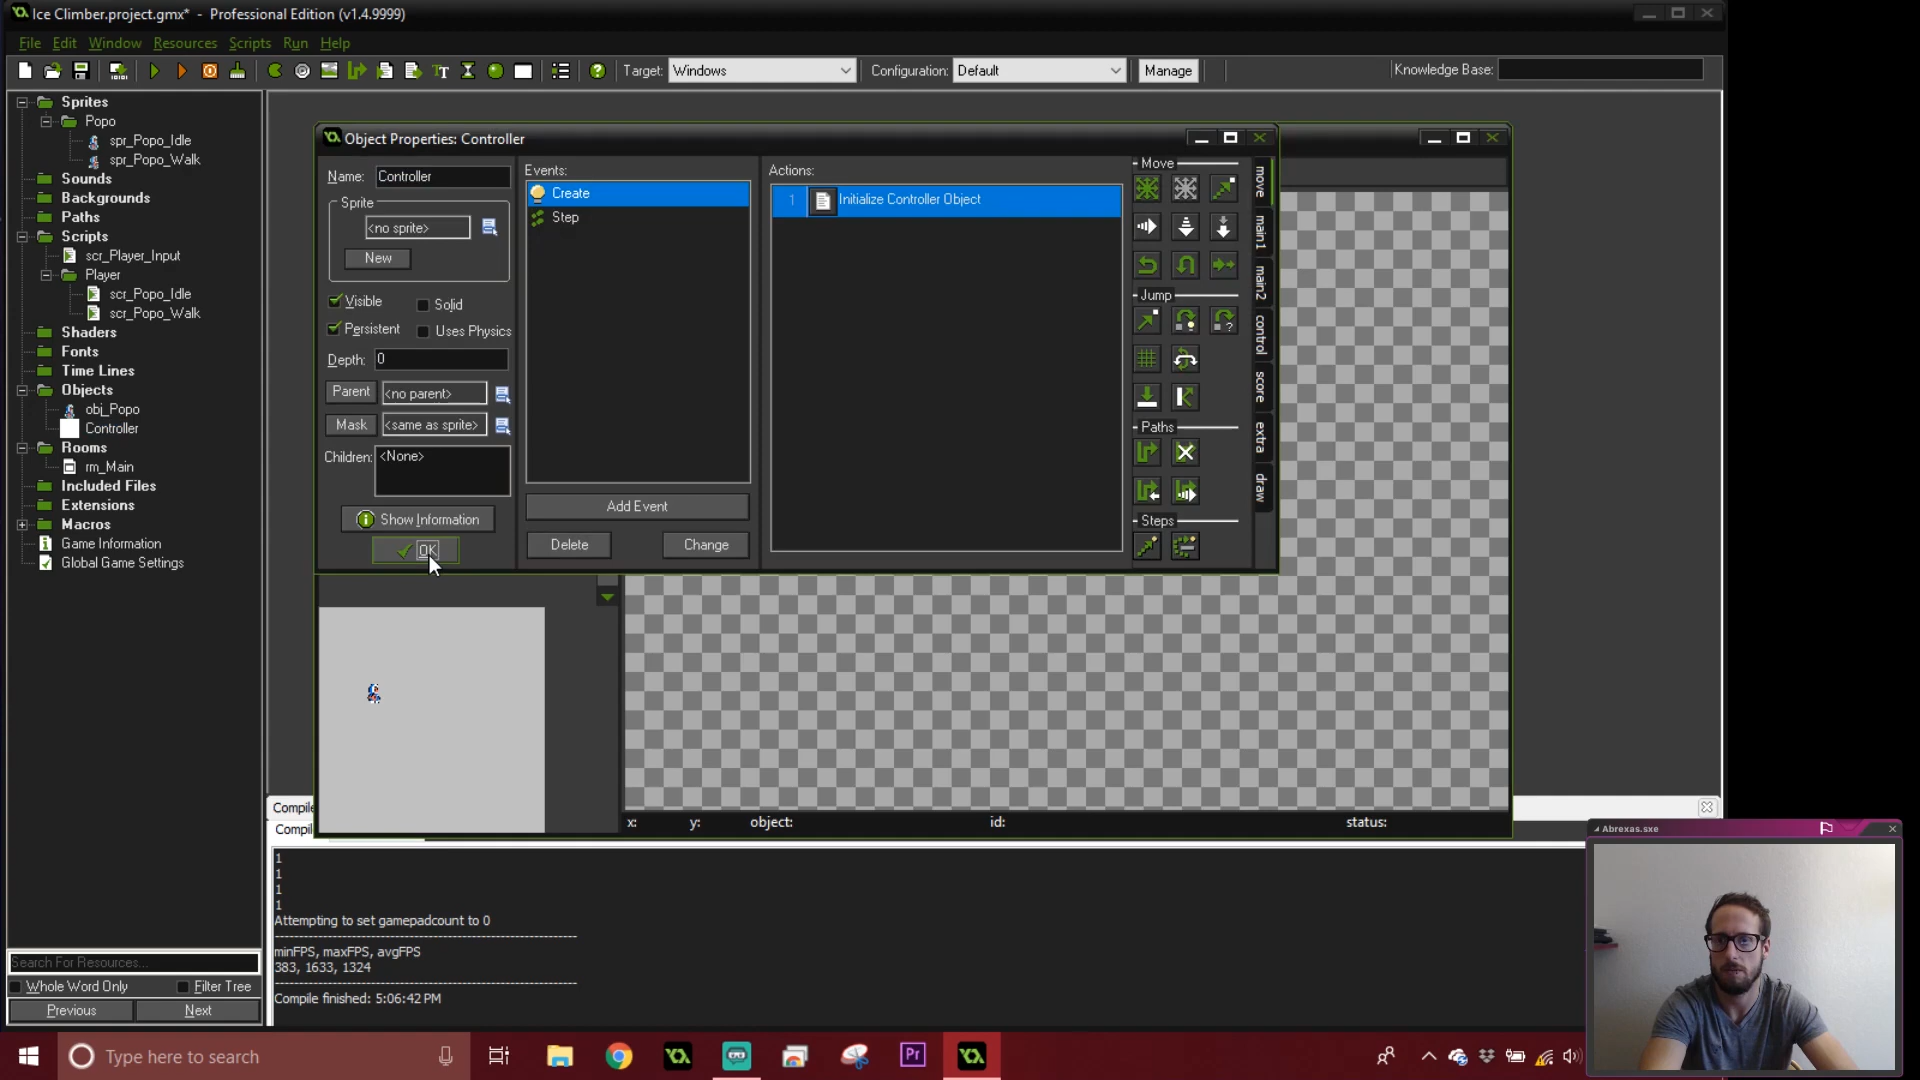 Ice Climber.project.gmx* - Professional Edition (v1.4.9999)
File Edit Window Resources Scripts Run Help
Target: Windows Configuration: Default Manage Knowledge Base:
Sprites
Popo
spr_Popo_Idle
spr_Popo_Walk
Sounds
Backgrounds
Paths
Scripts
scr_Player_Input
Player
scr_Popo_Idle
scr_Popo_Walk
Shaders
Fonts
Time Lines
Objects
obj_Popo
Controller
Rooms
rm_Main
Included Files
Extensions
Macros
Game Information
Global Game Settings
Search For Resources...
Whole Word Only Filter Tree
Previous Next
Object Properties: Controller
Name: Controller
Sprite
<no sprite>
New
Visible Solid
Persistent Uses Physics
Depth: 0
Parent <no parent>
Mask <same as sprite>
Children: <None>
Show Information
OK
Events:
Create
Step
Add Event
Delete Change
Actions:
1 Initialize Controller Object
Move
Jump
Paths
Steps
move
main1
main2
control
score
extra
draw
x: y: object: id: status:
Compile
Compil
1
1
1
1
Attempting to set gamepadcount to 0
minFPS, maxFPS, avgFPS
383, 1633, 1324
Compile finished: 5:06:42 PM
Abrexas.sxe
Type here to search
Pr